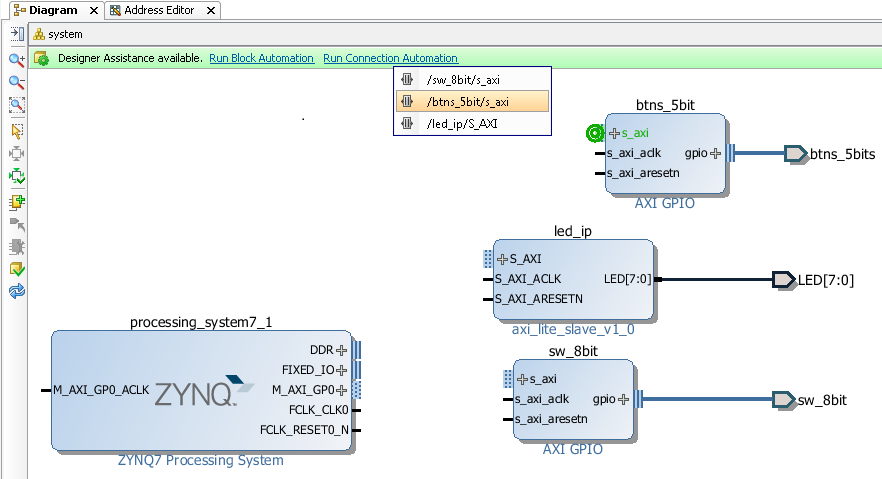 Diagram
Address Editor
system
Designer Assistance available. Run Block Automation Run Connection Automation
/sw_8bit/s_axi
/btns_5bit/s_axi
/led_ip/S_AXI
btns_5bit
s_axi
s_axi_aclk
s_axi_aresetn
gpio
btns_5bits
AXI GPIO
led_ip
S_AXI
S_AXI_ACLK
S_AXI_ARESETN
LED[7:0]
LED[7:0]
axi_lite_slave_v1_0
sw_8bit
s_axi
s_axi_aclk
s_axi_aresetn
gpio
sw_8bit
AXI GPIO
processing_system7_1
M_AXI_GP0_ACLK
ZYNQ
DDR
FIXED_IO
M_AXI_GP0
FCLK_CLK0
FCLK_RESET0_N
ZYNQ7 Processing System